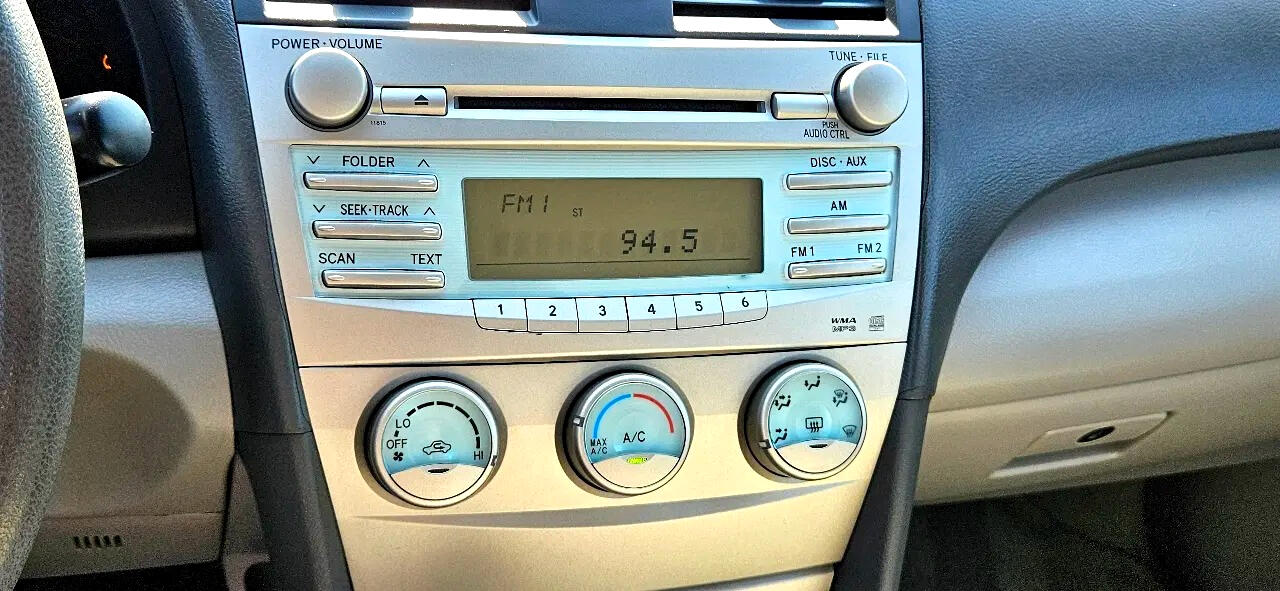 POWER · VOLUME
TUNE · FILE
11815
PUSH
AUDIO CTRL
FOLDER
SEEK·TRACK
SCAN TEXT
FM1
ST
94.5
DISC · AUX
AM
FM1 FM2
1 2 3 4 5 6
WMA
MP3
LO
OFF
HI
MAX
A/C
A/C